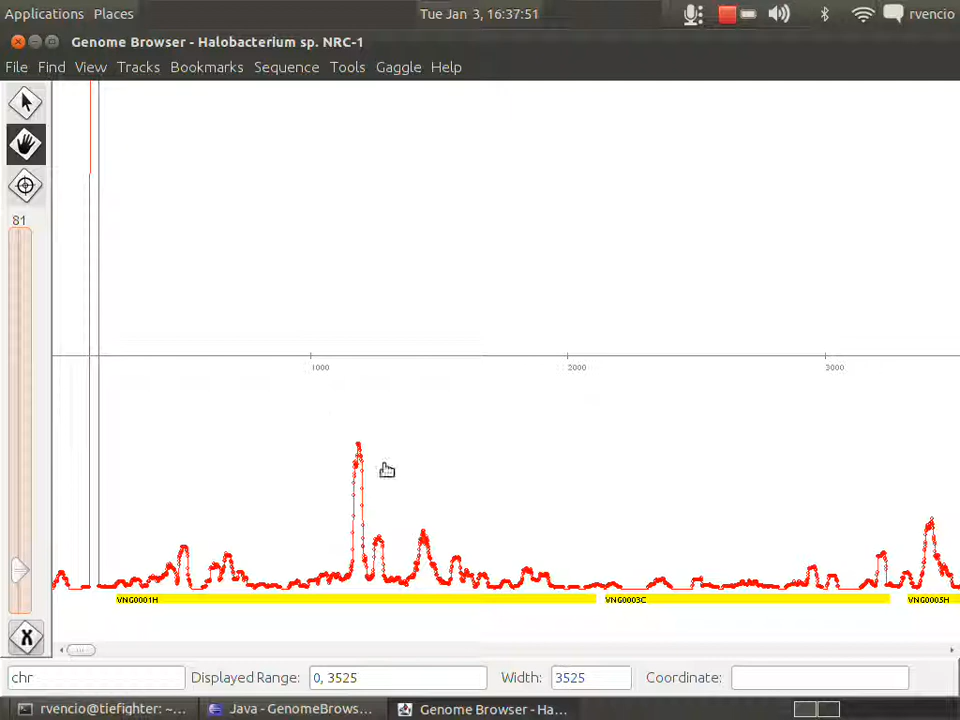 Applications Places Tue Jan 3, 16:37:51 rvencio
Genome Browser - Halobacterium sp. NRC-1
File Find View Tracks Bookmarks Sequence Tools Gaggle Help
81
1000 2000 3000
VNG0001H VNG0003C VNG0005H
X
chr Displayed Range: 0, 3525 Width: 3525 Coordinate:
rvencio@tiefighter: ~... Java - GenomeBrows... Genome Browser - Ha...